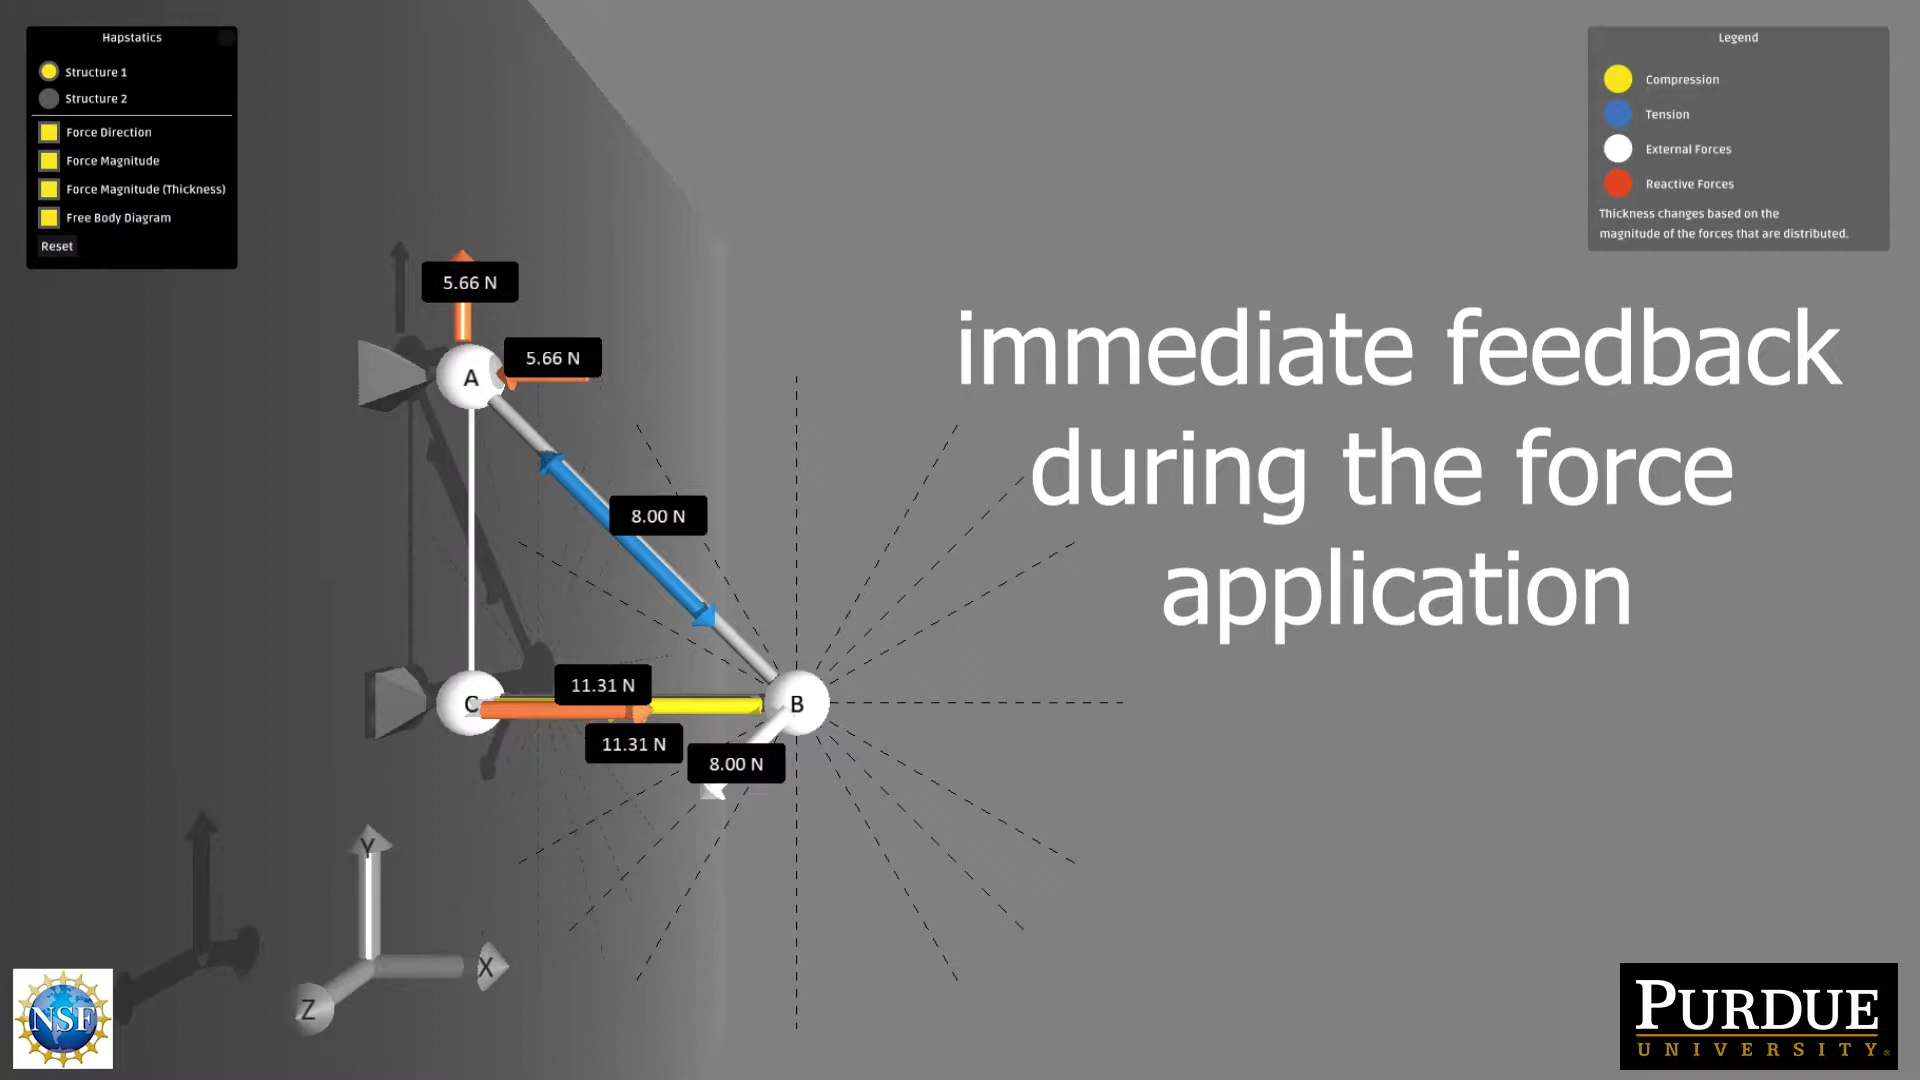 Hapstatics
Structure 1
Structure 2
Force Direction
Force Magnitude
Force Magnitude (Thickness)
Free Body Diagram
Reset
Legend
Compression
Tension
External Forces
Reactive Forces
Thickness changes based on the
magnitude of the forces that are distributed.
immediate feedback
during the force
application
5.66 N
5.66 N
A
8.00 N
11.31 N
C
B
11.31 N
8.00 N
Y
X
Z
NSF
PURDUE
UNIVERSITY